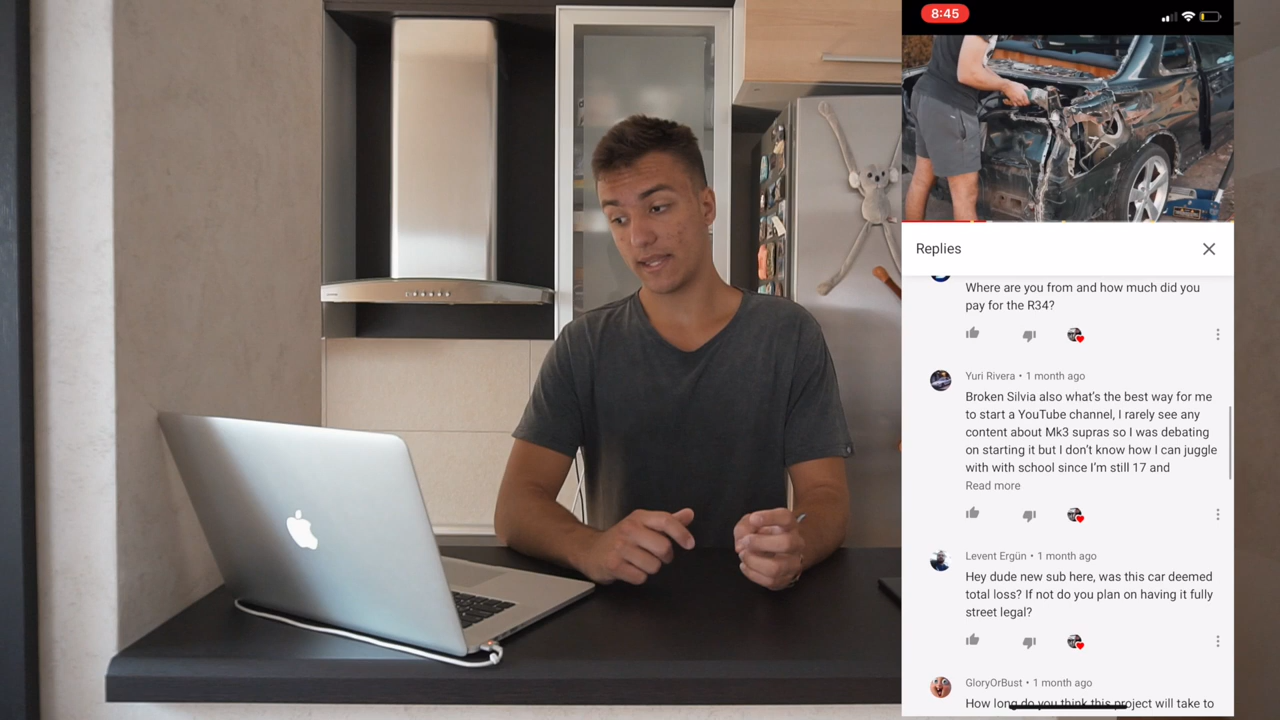 8:45
Replies
Where are you from and how much did you
pay for the R34?
Yuri Rivera • 1 month ago
Broken Silvia also what's the best way for me
to start a YouTube channel, I rarely see any
content about Mk3 supras so I was debating
on starting it but I don't know how I can juggle
with with school since I'm still 17 and
Read more
Levent Ergün • 1 month ago
Hey dude new sub here, was this car deemed
total loss? If not do you plan on having it fully
street legal?
GloryOrBust • 1 month ago
How long do you think this project will take to